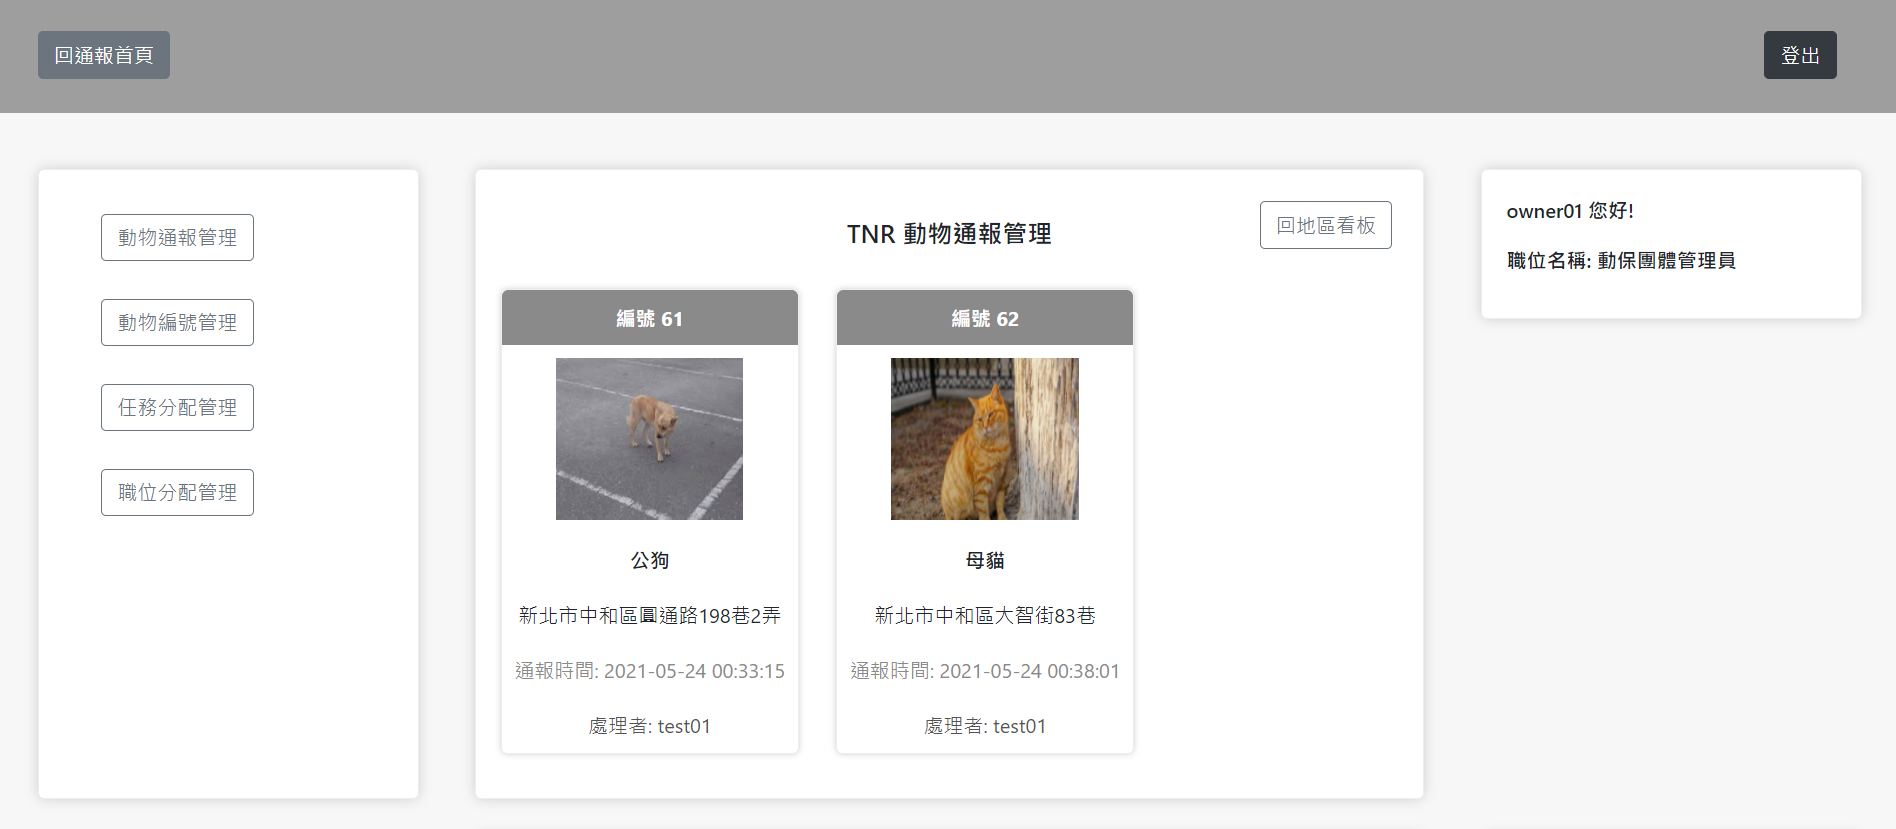 回通報首頁
登出
動物通報管理
動物編號管理
任務分配管理
職位分配管理
TNR 動物通報管理
回地區看板
編號 61
公狗
新北市中和區圓通路198巷2弄
通報時間: 2021-05-24 00:33:15
處理者: test01
編號 62
母貓
新北市中和區大智街83巷
通報時間: 2021-05-24 00:38:01
處理者: test01
owner01 您好!
職位名稱: 動保團體管理員